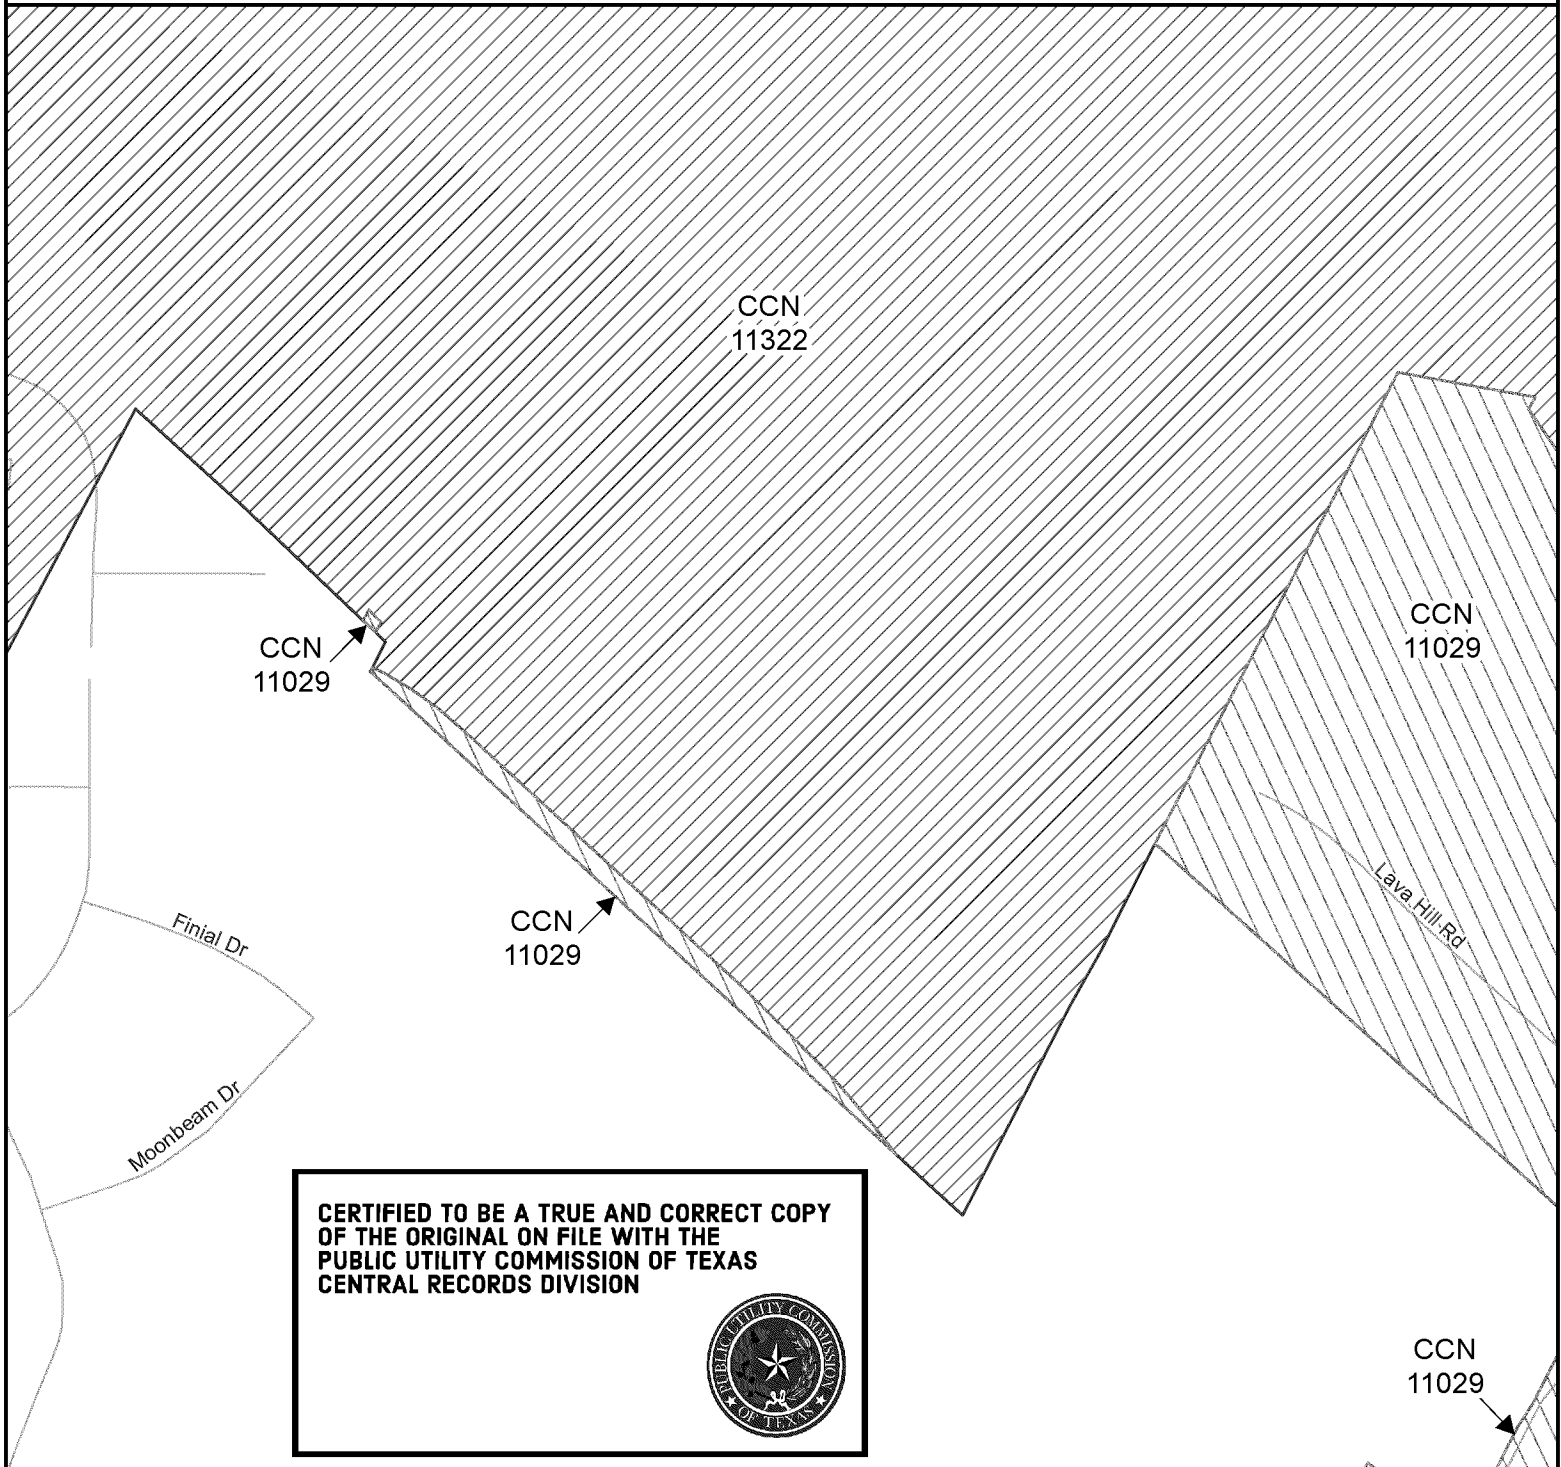 CCN
11322
CCN
11029
CCN
11029
CCN
11029
Lava Hill Rd
Finial Dr
Moonbeam Dr
CERTIFIED TO BE A TRUE AND CORRECT COPY
OF THE ORIGINAL ON FILE WITH THE
PUBLIC UTILITY COMMISSION OF TEXAS
CENTRAL RECORDS DIVISION
PUBLIC UTILITY COMMISSION
OF TEXAS
CCN
11029